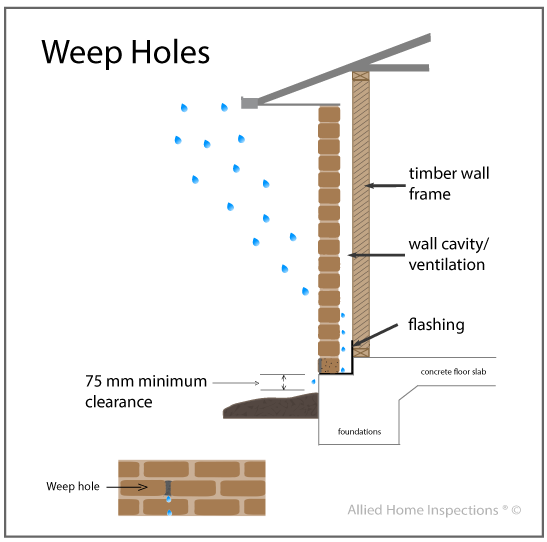 Weep Holes
timber wall
frame
wall cavity/
ventilation
flashing
concrete floor slab
75 mm minimum
clearance
foundations
Weep hole
Allied Home Inspections ® ©